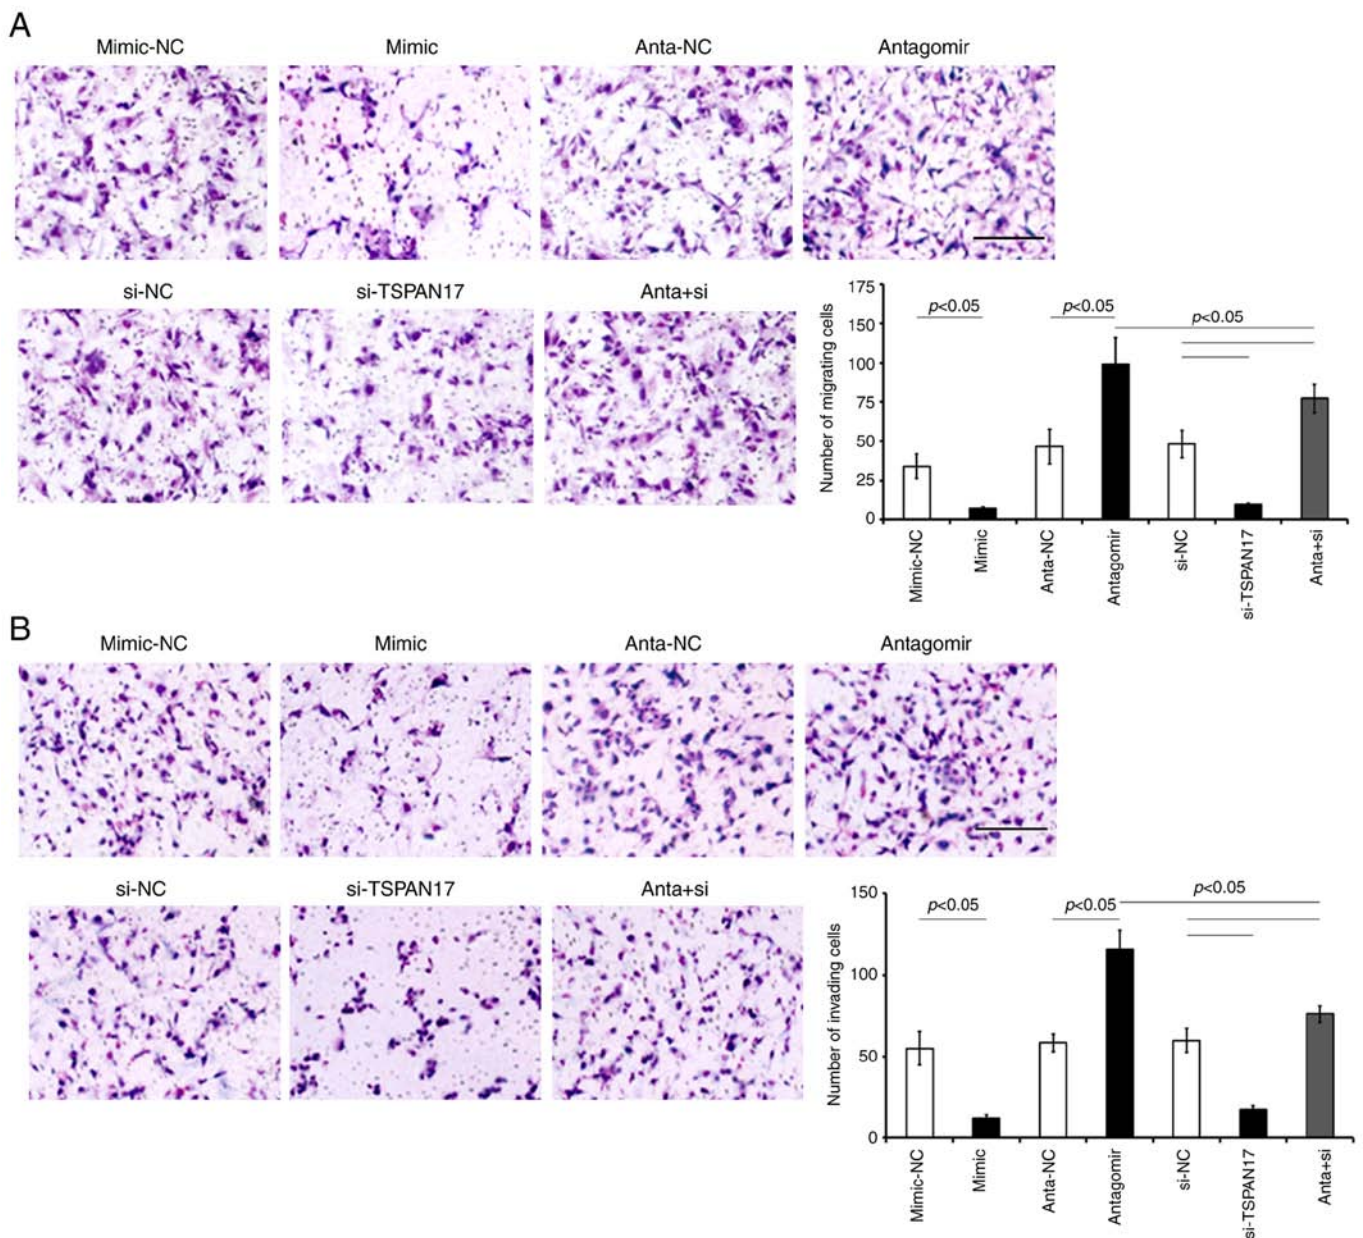 A
Mimic-NC Mimic Anta-NC Antagomir
si-NC si-TSPAN17 Anta+si
Number of migrating cells
175
150
100
75
50
25
0
p<0.05 p<0.05 p<0.05
Mimic-NC Mimic Anta-NC Antagomir si-NC si-TSPAN17 Anta+si
B
Mimic-NC Mimic Anta-NC Antagomir
si-NC si-TSPAN17 Anta+si
Number of invading cells
150
100
50
0
p<0.05 p<0.05 p<0.05
Mimic-NC Mimic Anta-NC Antagomir si-NC si-TSPAN17 Anta+si